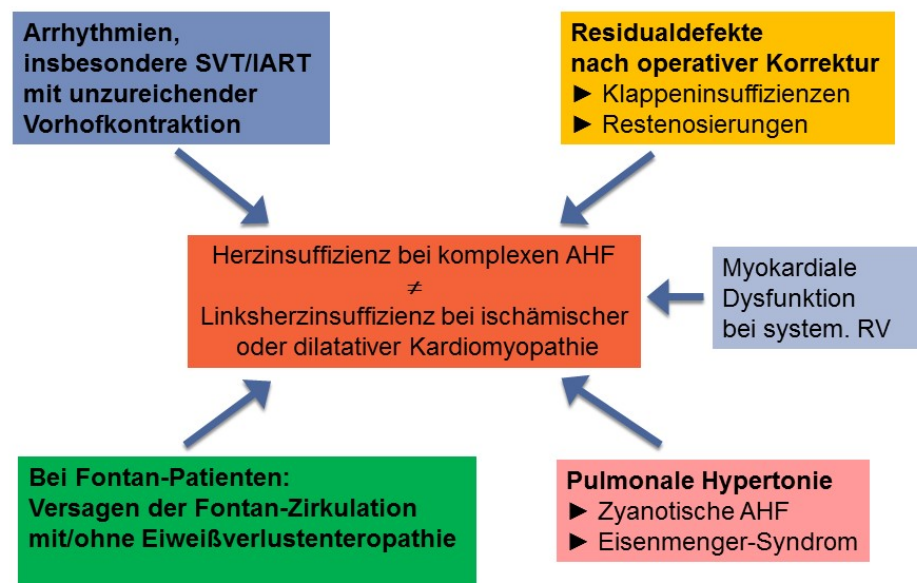 Arrhythmien,
insbesondere SVT/IART
mit unzureichender
Vorhofkontraktion
Residualdefekte
nach operativer Korrektur
► Klappeninsuffizienzen
► Restenosierungen
Herzinsuffizienz bei komplexen AHF
≠
Linksherzinsuffizienz bei ischämischer
oder dilatativer Kardiomyopathie
Myokardiale
Dysfunktion
bei system. RV
Bei Fontan-Patienten:
Versagen der Fontan-Zirkulation
mit/ohne Eiweißverlustenteropathie
Pulmonale Hypertonie
► Zyanotische AHF
► Eisenmenger-Syndrom